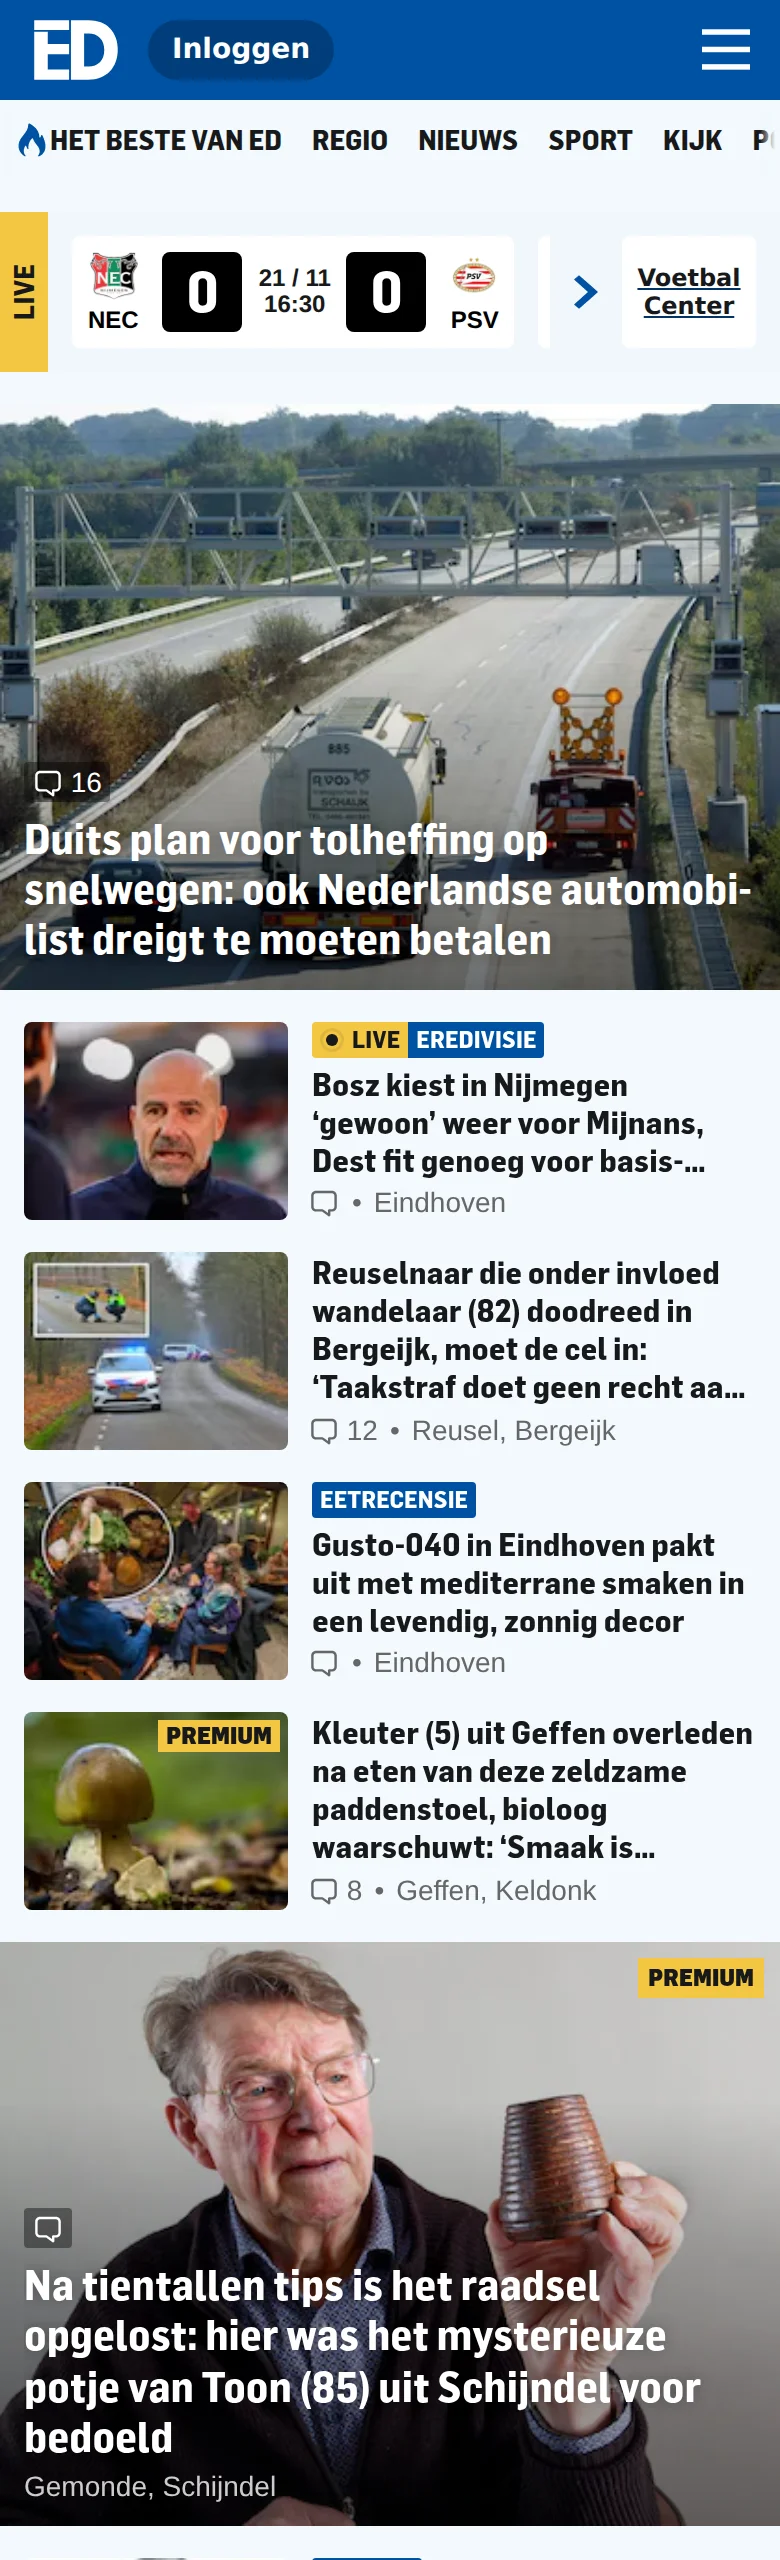 ED
Inloggen
HET BESTE VAN ED
REGIO
NIEUWS
SPORT
KIJK
LIVE
NEC
0
21 / 11
16:30
0
PSV
PSV
NEC
Voetbal
Center
885
SCHALK
16
Duits plan voor tolheffing op
snelwegen: ook Nederlandse automobi-
list dreigt te moeten betalen
LIVE
EREDIVISIE
Bosz kiest in Nijmegen
‘gewoon’ weer voor Mijnans,
Dest fit genoeg voor basis-...
• Eindhoven
Reuselnaar die onder invloed
wandelaar (82) doodreed in
Bergeijk, moet de cel in:
‘Taakstraf doet geen recht aa...
12 • Reusel, Bergeijk
EETRECENSIE
Gusto-040 in Eindhoven pakt
uit met mediterrane smaken in
een levendig, zonnig decor
• Eindhoven
PREMIUM
Kleuter (5) uit Geffen overleden
na eten van deze zeldzame
paddenstoel, bioloog
waarschuwt: ‘Smaak is...
8 • Geffen, Keldonk
PREMIUM
Na tientallen tips is het raadsel
opgelost: hier was het mysterieuze
potje van Toon (85) uit Schijndel voor
bedoeld
Gemonde, Schijndel